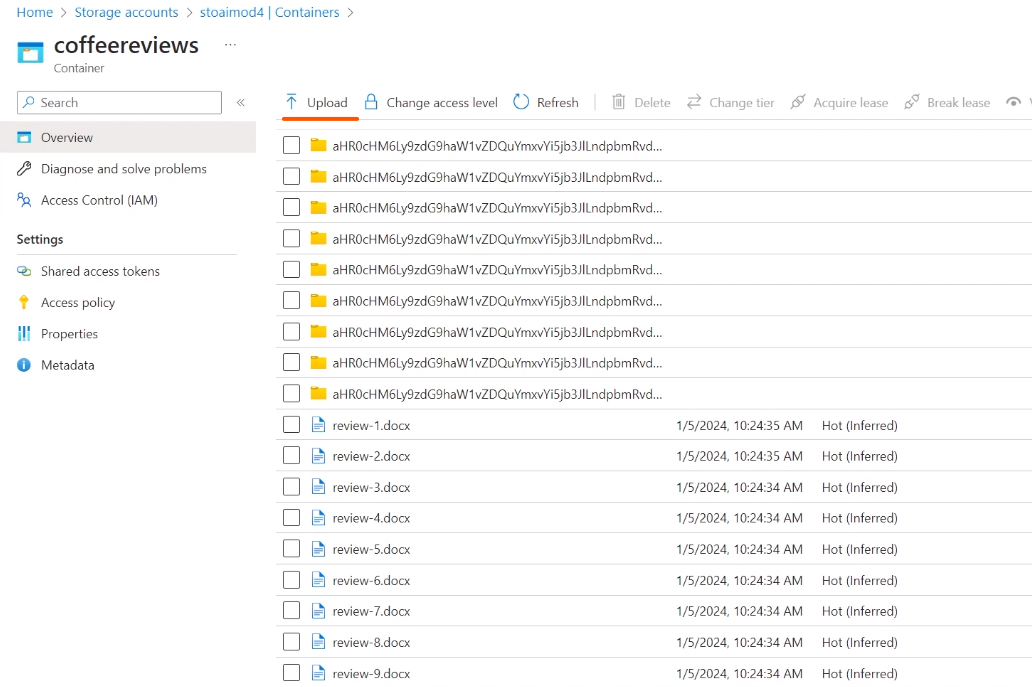 Home > Storage accounts > stoaimod4 | Containers >
coffeereviews ...
Container
Search
«
Upload Change access level Refresh Delete Change tier Acquire lease Break lease
Overview
Diagnose and solve problems
Access Control (IAM)
Settings
Shared access tokens
Access policy
Properties
Metadata
aHR0cHM6Ly9zdG9haW1vZDQuYmxvYi5jb3JlLndpbmRvd...
aHR0cHM6Ly9zdG9haW1vZDQuYmxvYi5jb3JlLndpbmRvd...
aHR0cHM6Ly9zdG9haW1vZDQuYmxvYi5jb3JlLndpbmRvd...
aHR0cHM6Ly9zdG9haW1vZDQuYmxvYi5jb3JlLndpbmRvd...
aHR0cHM6Ly9zdG9haW1vZDQuYmxvYi5jb3JlLndpbmRvd...
aHR0cHM6Ly9zdG9haW1vZDQuYmxvYi5jb3JlLndpbmRvd...
aHR0cHM6Ly9zdG9haW1vZDQuYmxvYi5jb3JlLndpbmRvd...
aHR0cHM6Ly9zdG9haW1vZDQuYmxvYi5jb3JlLndpbmRvd...
aHR0cHM6Ly9zdG9haW1vZDQuYmxvYi5jb3JlLndpbmRvd...
review-1.docx 1/5/2024, 10:24:35 AM Hot (Inferred)
review-2.docx 1/5/2024, 10:24:35 AM Hot (Inferred)
review-3.docx 1/5/2024, 10:24:34 AM Hot (Inferred)
review-4.docx 1/5/2024, 10:24:34 AM Hot (Inferred)
review-5.docx 1/5/2024, 10:24:34 AM Hot (Inferred)
review-6.docx 1/5/2024, 10:24:34 AM Hot (Inferred)
review-7.docx 1/5/2024, 10:24:34 AM Hot (Inferred)
review-8.docx 1/5/2024, 10:24:34 AM Hot (Inferred)
review-9.docx 1/5/2024, 10:24:34 AM Hot (Inferred)